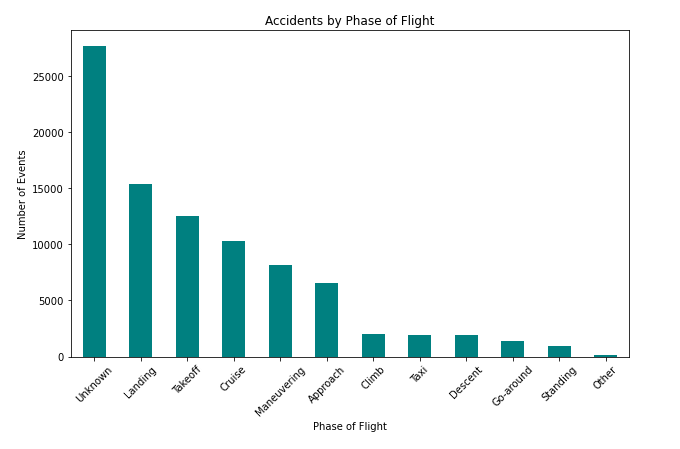 Accidents by Phase of Flight
Number of Events
25000
20000
15000
10000
5000
0
Unknown
Landing
Takeoff
Cruise
Maneuvering
Approach
Climb
Taxi
Descent
Go-around
Standing
Other
Phase of Flight